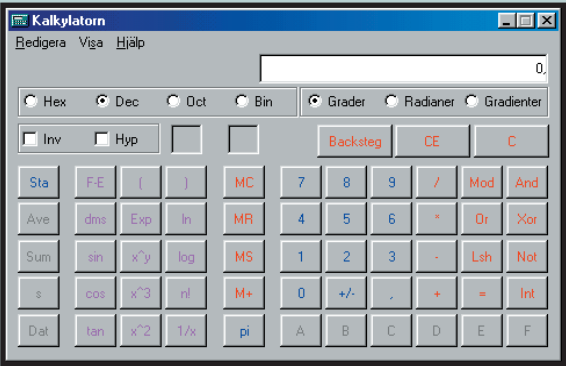 Kalkylatorn
Redigera Visa Hjälp
0,
Hex Dec Oct Bin Grader Radianer Gradienter
Inv Hyp Backsteg CE C
Sta F-E ( ) MC 7 8 9 / Mod And
Ave dms Exp ln MR 4 5 6 * Or Xor
Sum sin x^y log MS 1 2 3 - Lsh Not
s cos x^3 n! M+ 0 +/- , + = Int
Dat tan x^2 1/x pi A B C D E F